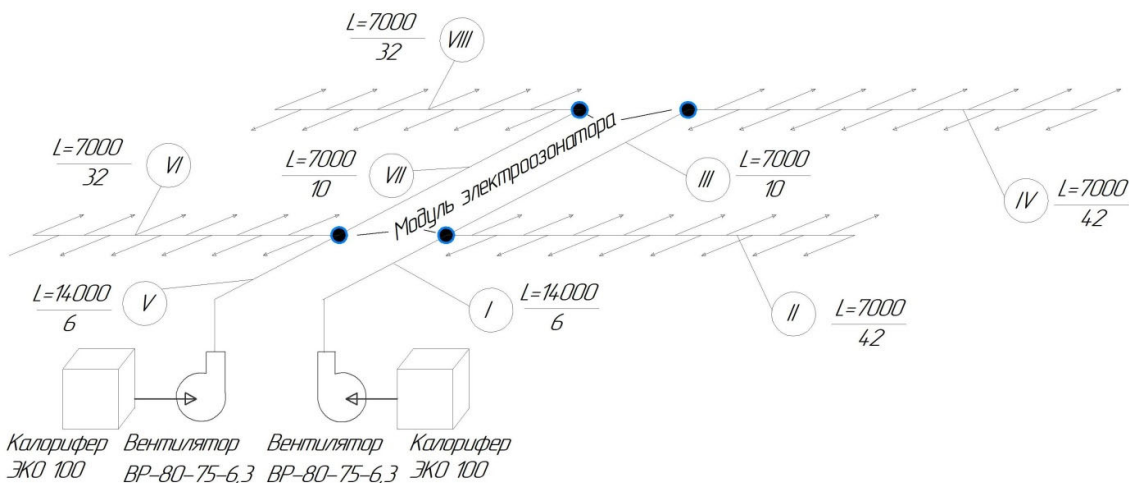 L=7000
32
VIII
L=7000
32
VI
L=7000
10
VII
Модуль электроозонатора
III
L=7000
10
IV
L=7000
42
L=14000
6
V
I
L=14000
6
II
L=7000
42
Калорифер
ЭКО 100
Вентилятор
ВР-80-75-6,3
Вентилятор
ВР-80-75-6,3
Калорифер
ЭКО 100